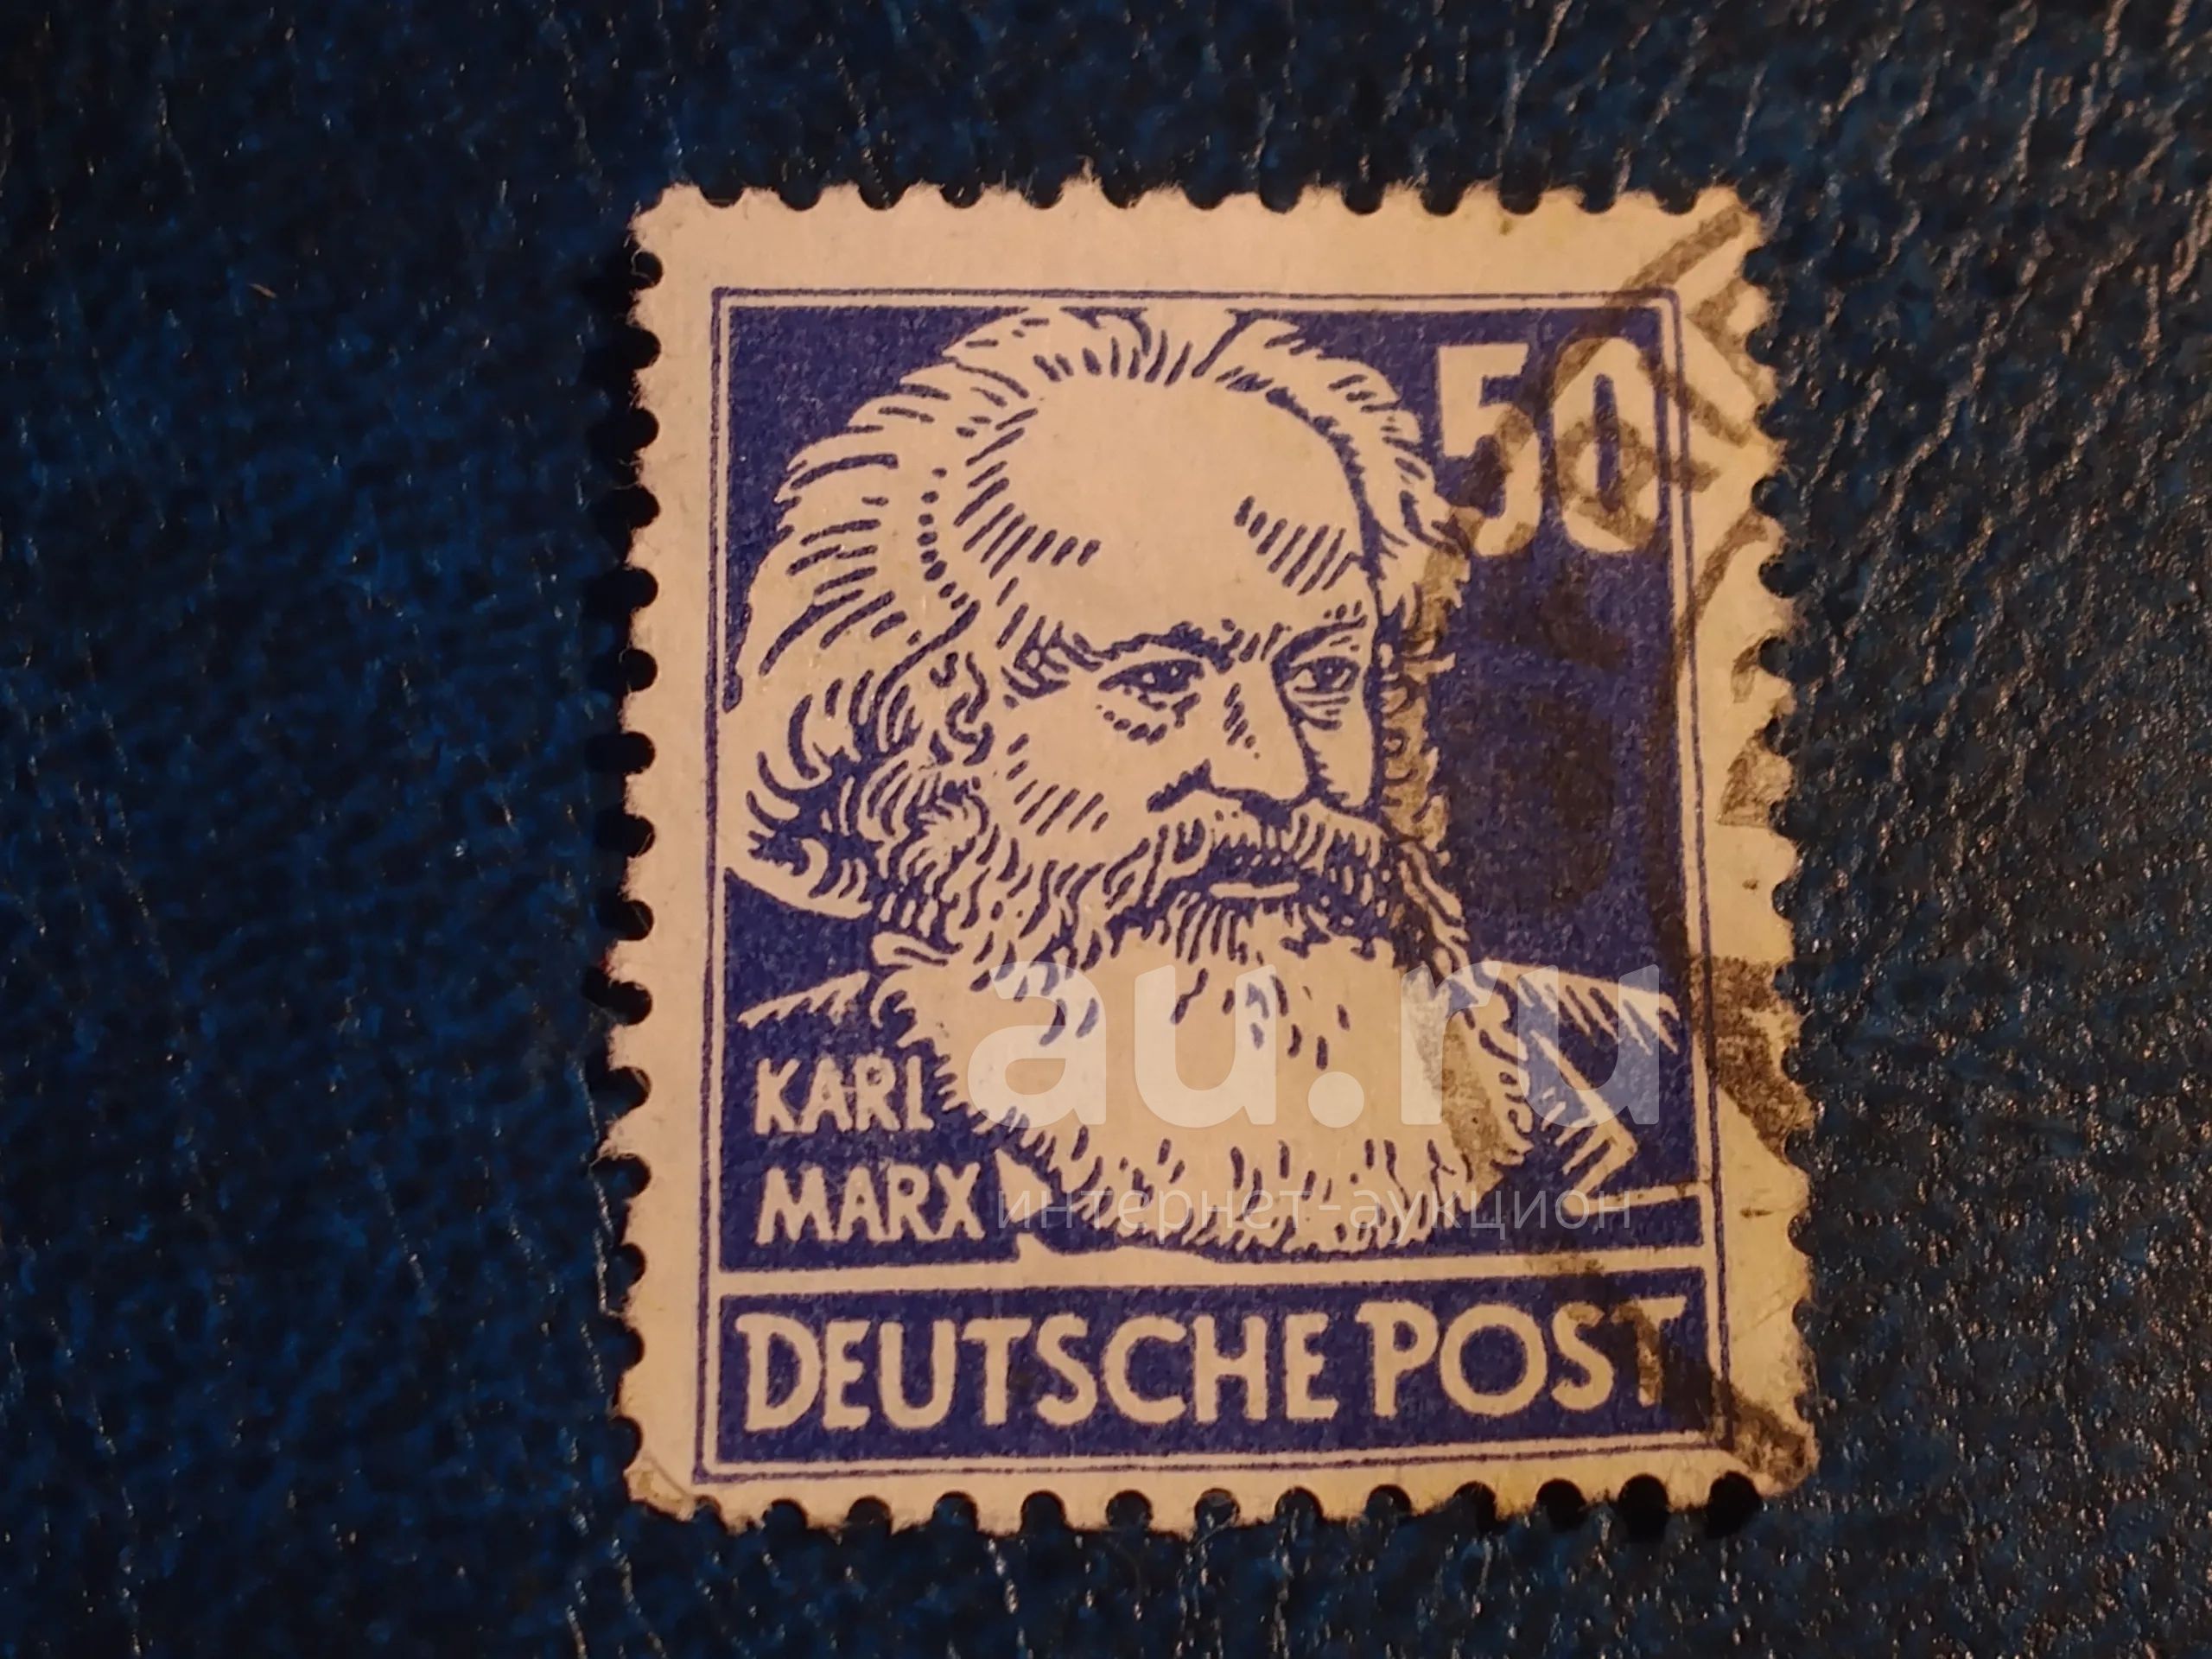 50
KARL
MARX
au.ru
интернет-аукцион
DEUTSCHE POST